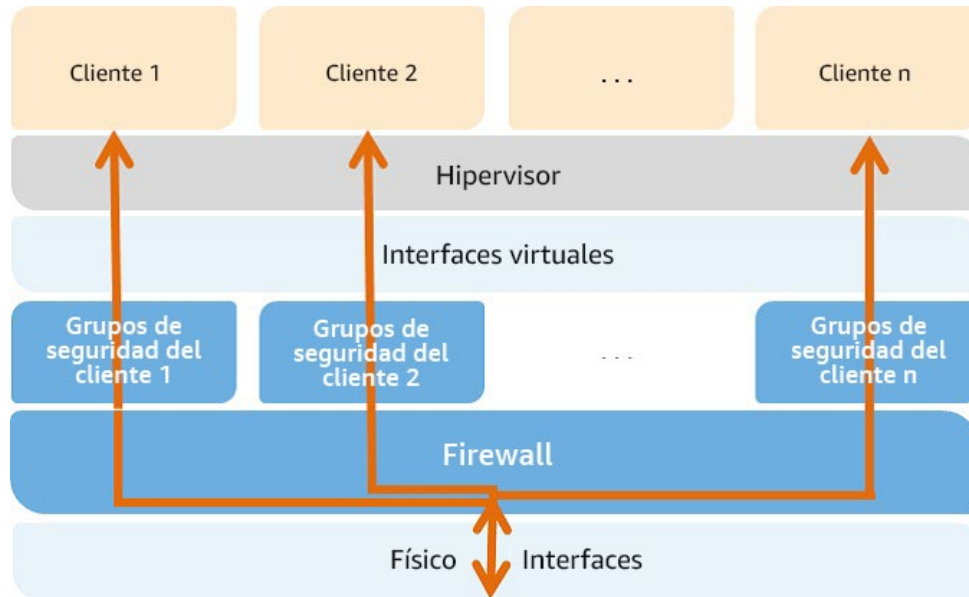 Cliente 1
Cliente 2
...
Cliente n
Hipervisor
Interfaces virtuales
Grupos de
seguridad del
cliente 1
Grupos de
seguridad del
cliente 2
...
Grupos de
seguridad del
cliente n
Firewall
Físico Interfaces